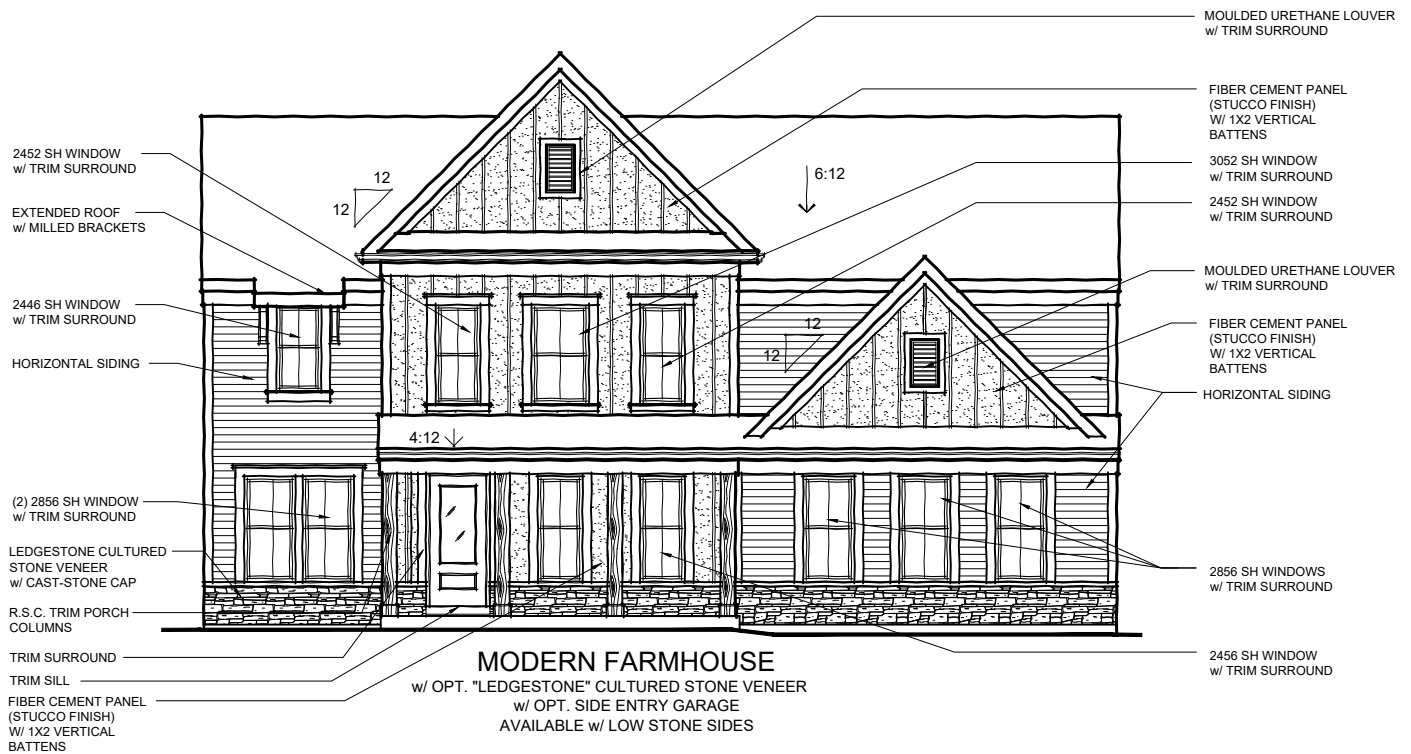 MOULDED URETHANE LOUVER
w/ TRIM SURROUND
FIBER CEMENT PANEL
(STUCCO FINISH)
W/ 1X2 VERTICAL
BATTENS
2452 SH WINDOW
w/ TRIM SURROUND
3052 SH WINDOW
w/ TRIM SURROUND
12
12
6:12
EXTENDED ROOF
w/ MILLED BRACKETS
2452 SH WINDOW
w/ TRIM SURROUND
MOULDED URETHANE LOUVER
w/ TRIM SURROUND
2446 SH WINDOW
w/ TRIM SURROUND
12
12
FIBER CEMENT PANEL
(STUCCO FINISH)
W/ 1X2 VERTICAL
BATTENS
HORIZONTAL SIDING
HORIZONTAL SIDING
4:12
(2) 2856 SH WINDOW
w/ TRIM SURROUND
LEDGESTONE CULTURED
STONE VENEER
w/ CAST-STONE CAP
2856 SH WINDOWS
w/ TRIM SURROUND
R.S.C. TRIM PORCH
COLUMNS
TRIM SURROUND
TRIM SILL
2456 SH WINDOW
w/ TRIM SURROUND
FIBER CEMENT PANEL
(STUCCO FINISH)
W/ 1X2 VERTICAL
BATTENS
MODERN FARMHOUSE
w/ OPT. "LEDGESTONE" CULTURED STONE VENEER
w/ OPT. SIDE ENTRY GARAGE
AVAILABLE w/ LOW STONE SIDES